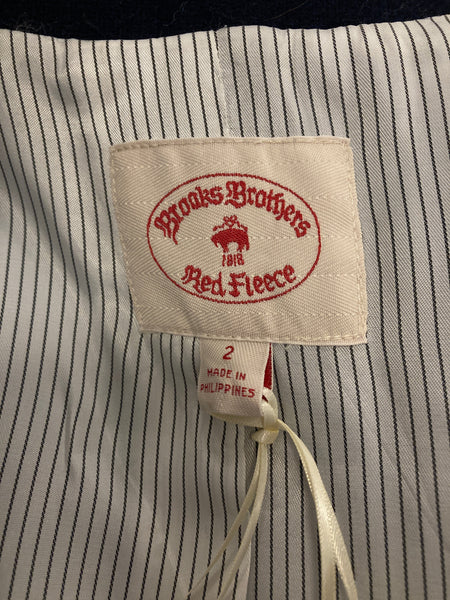 Brooks Brothers
1818
Red Fleece
2
MADE IN
PHILIPPINES